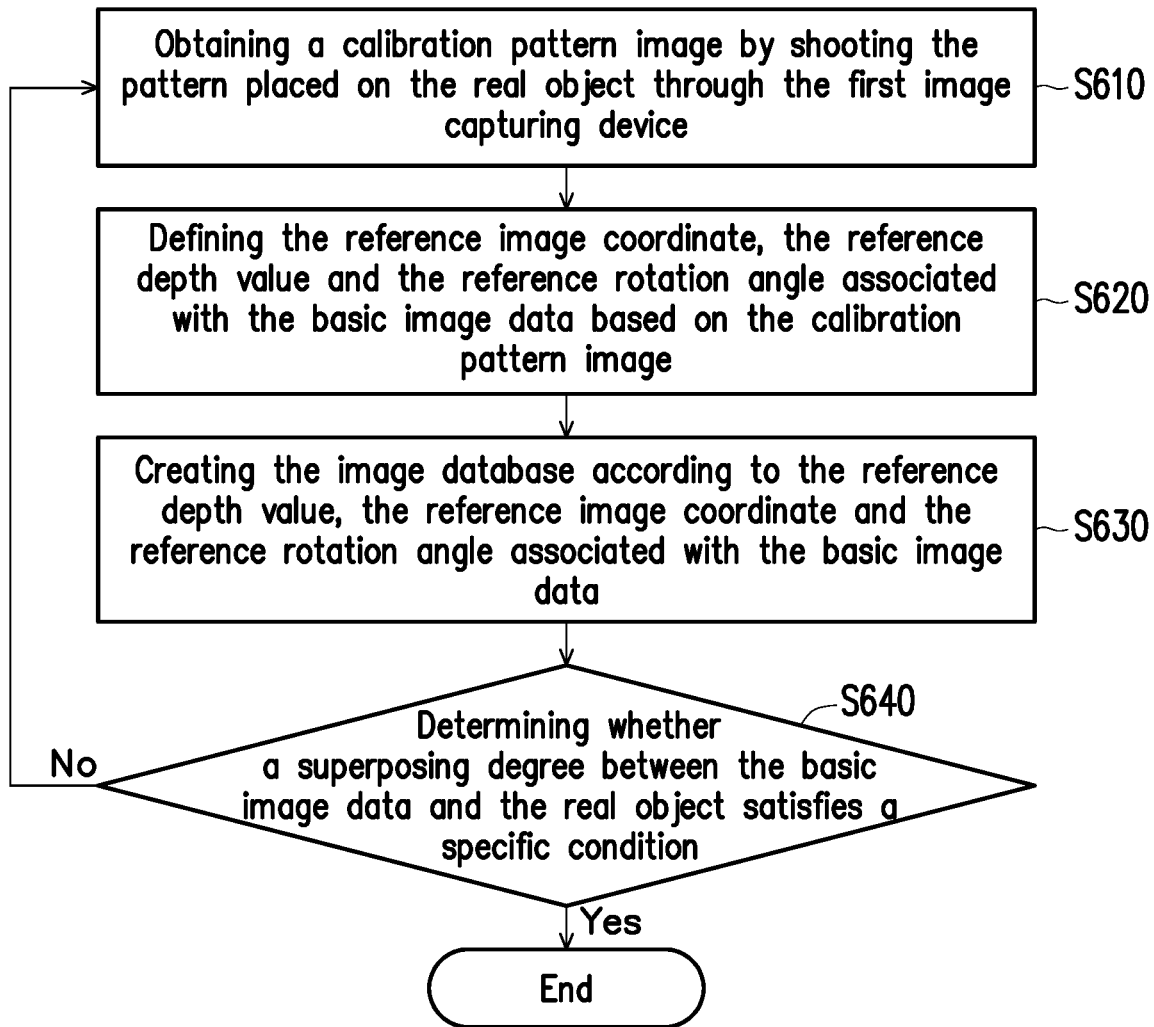 Obtaining a calibration pattern image by shooting the
pattern placed on the real object through the first image
capturing device
S610
Defining the reference image coordinate, the reference
depth value and the reference rotation angle associated
with the basic image data based on the calibration
pattern image
S620
Creating the image database according to the reference
depth value, the reference image coordinate and the
reference rotation angle associated with the basic image
data
S630
S640
Determining whether
a superposing degree between the basic
image data and the real object satisfies a
specific condition
No
Yes
End